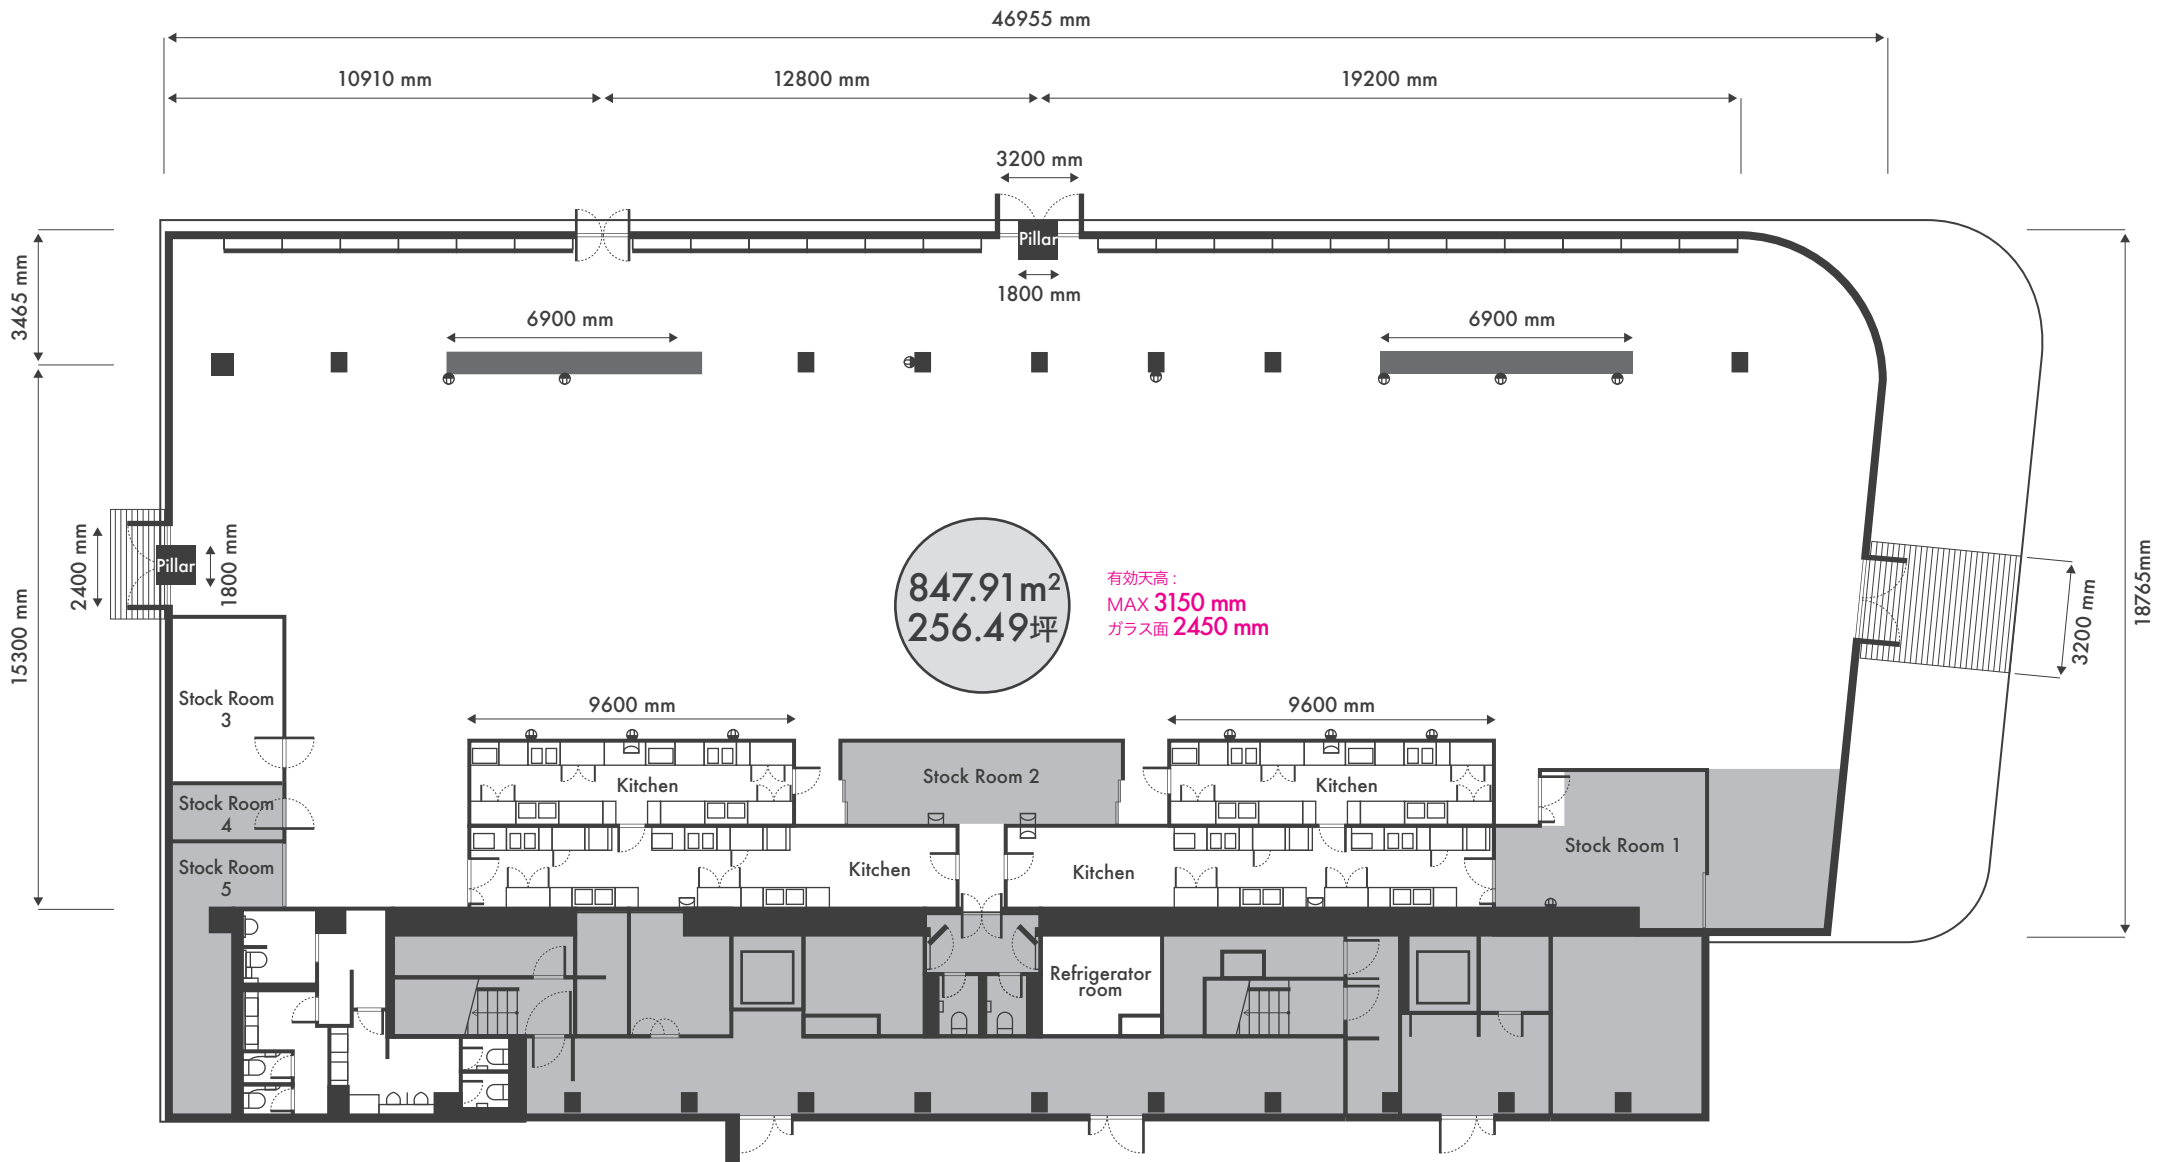 46955 mm
10910 mm
12800 mm
19200 mm
3200 mm
Pillar
1800 mm
3465 mm
6900 mm
6900 mm
15300 mm
2400 mm
Pillar
1800 mm
847.91m²
256.49坪
有効天高 :
MAX 3150 mm
ガラス面 2450 mm
3200 mm
18765mm
Stock Room
3
9600 mm
9600 mm
Kitchen
Stock Room 2
Kitchen
Stock Room
4
Stock Room
5
Kitchen
Kitchen
Stock Room 1
Refrigerator
room